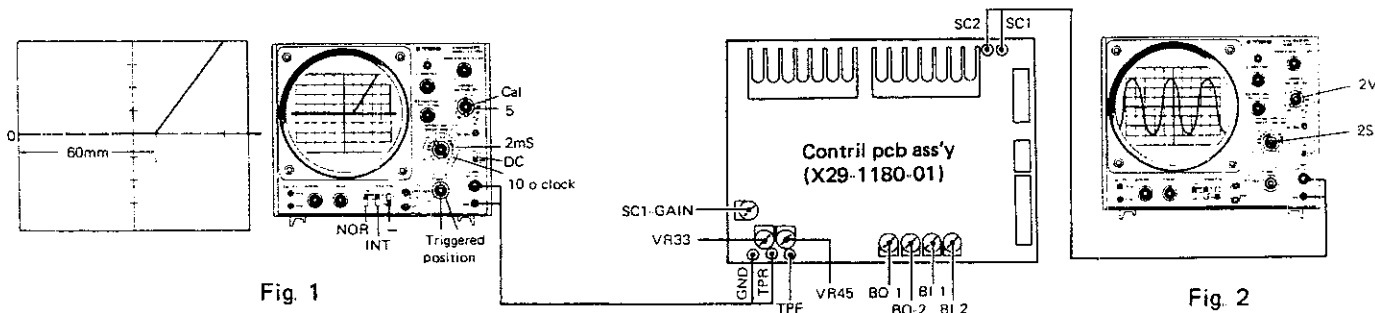 0
60mm
Cal
5
2mS
DC
10 o clock
NOR
INT
Triggered
position
Fig. 1
SC2
SC1
Contril pcb ass'y
(X29-1180-01)
SC1-GAIN
VR33
GND
TPR
TPF
VR45
BO 1
BO-2
BI 1
BI 2
2V
2S
Fig. 2